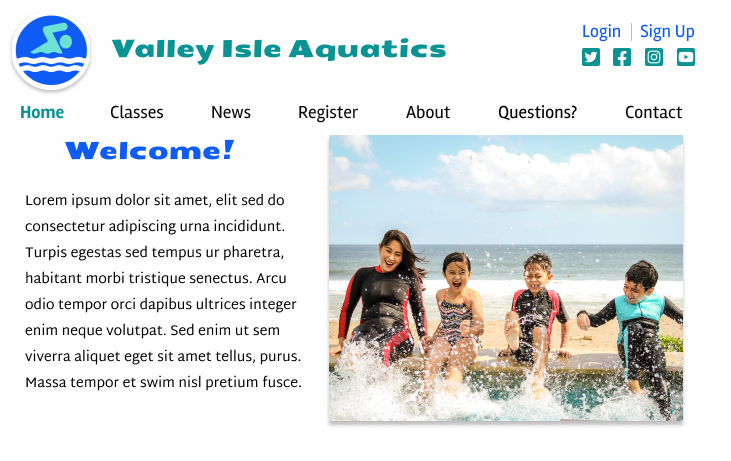 Valley Isle Aquatics
Login | Sign Up
Home Classes News Register About Questions? Contact
Welcome!
Lorem ipsum dolor sit amet, elit sed do
consectetur adipiscing urna incididunt.
Turpis egestas sed tempus ur pharetra,
habitant morbi tristique senectus. Arcu
odio tempor orci dapibus ultrices integer
enim neque volutpat. Sed enim ut sem
viverra aliquet eget sit amet tellus, purus.
Massa tempor et swim nisl pretium fusce.